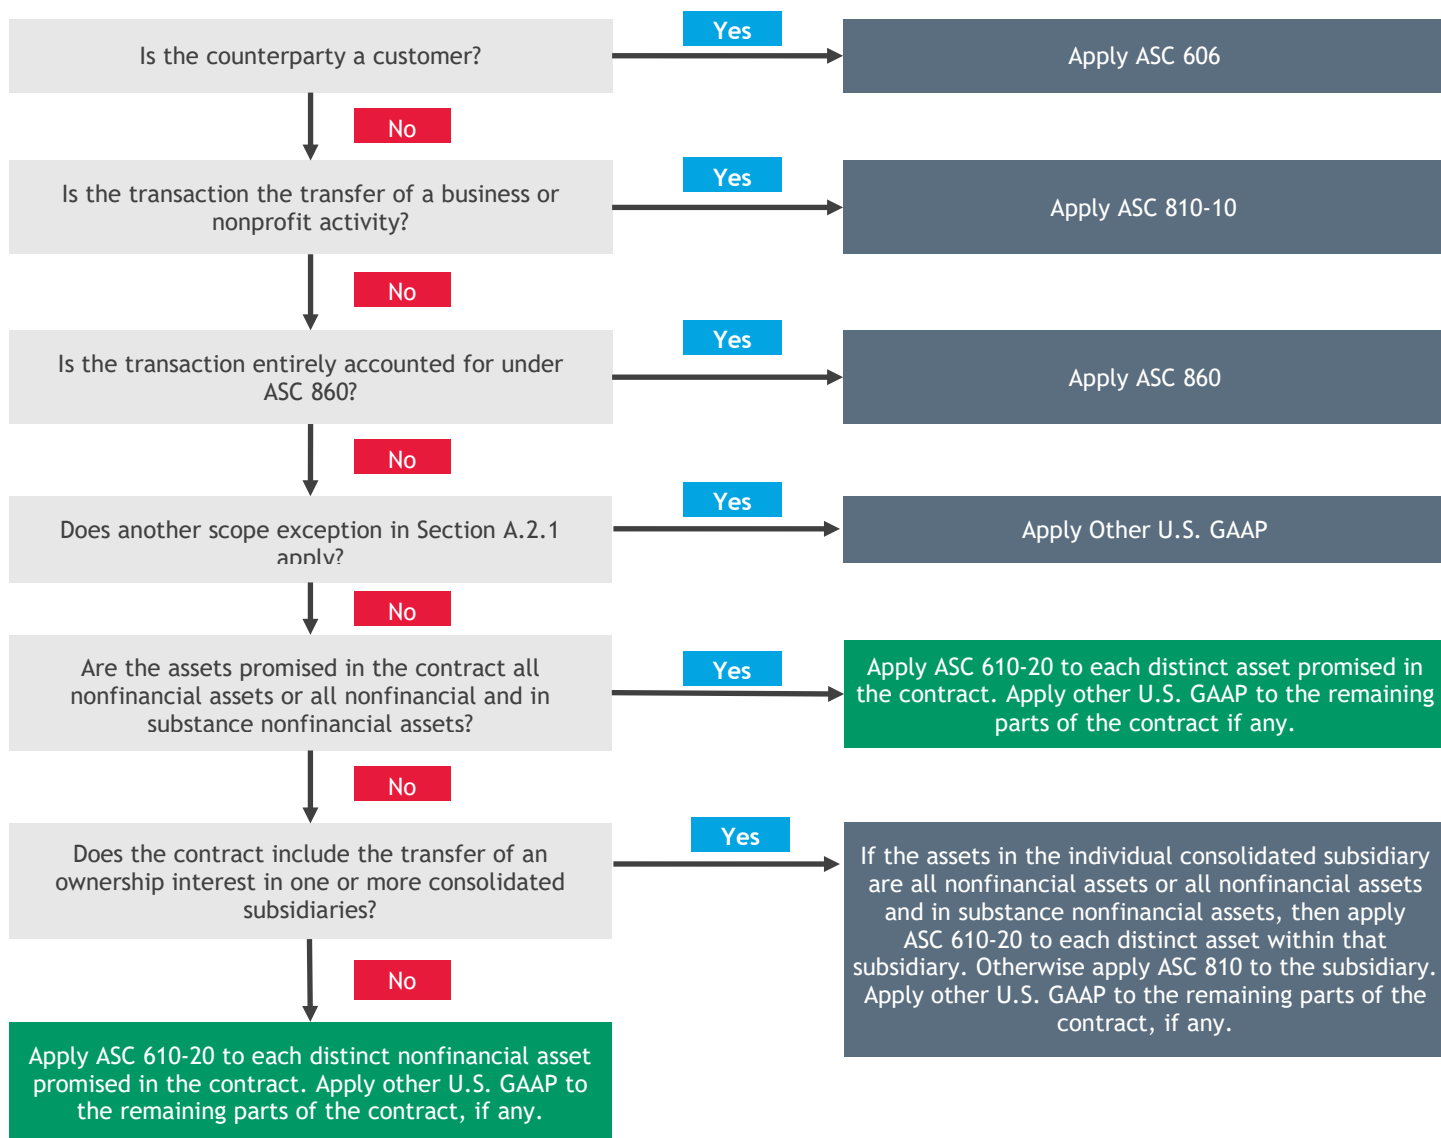 Is the counterparty a customer?
Yes
Apply ASC 606
No
Is the transaction the transfer of a business or
nonprofit activity?
Yes
Apply ASC 810-10
No
Is the transaction entirely accounted for under
ASC 860?
Yes
Apply ASC 860
No
Does another scope exception in Section A.2.1
apply?
Yes
Apply Other U.S. GAAP
No
Are the assets promised in the contract all
nonfinancial assets or all nonfinancial and in
substance nonfinancial assets?
Yes
Apply ASC 610-20 to each distinct asset promised in
the contract. Apply other U.S. GAAP to the remaining
parts of the contract if any.
No
Does the contract include the transfer of an
ownership interest in one or more consolidated
subsidiaries?
Yes
If the assets in the individual consolidated subsidiary
are all nonfinancial assets or all nonfinancial assets
and in substance nonfinancial assets, then apply
ASC 610-20 to each distinct asset within that
subsidiary. Otherwise apply ASC 810 to the subsidiary.
Apply other U.S. GAAP to the remaining parts of the
contract, if any.
No
Apply ASC 610-20 to each distinct nonfinancial asset
promised in the contract. Apply other U.S. GAAP to
the remaining parts of the contract, if any.